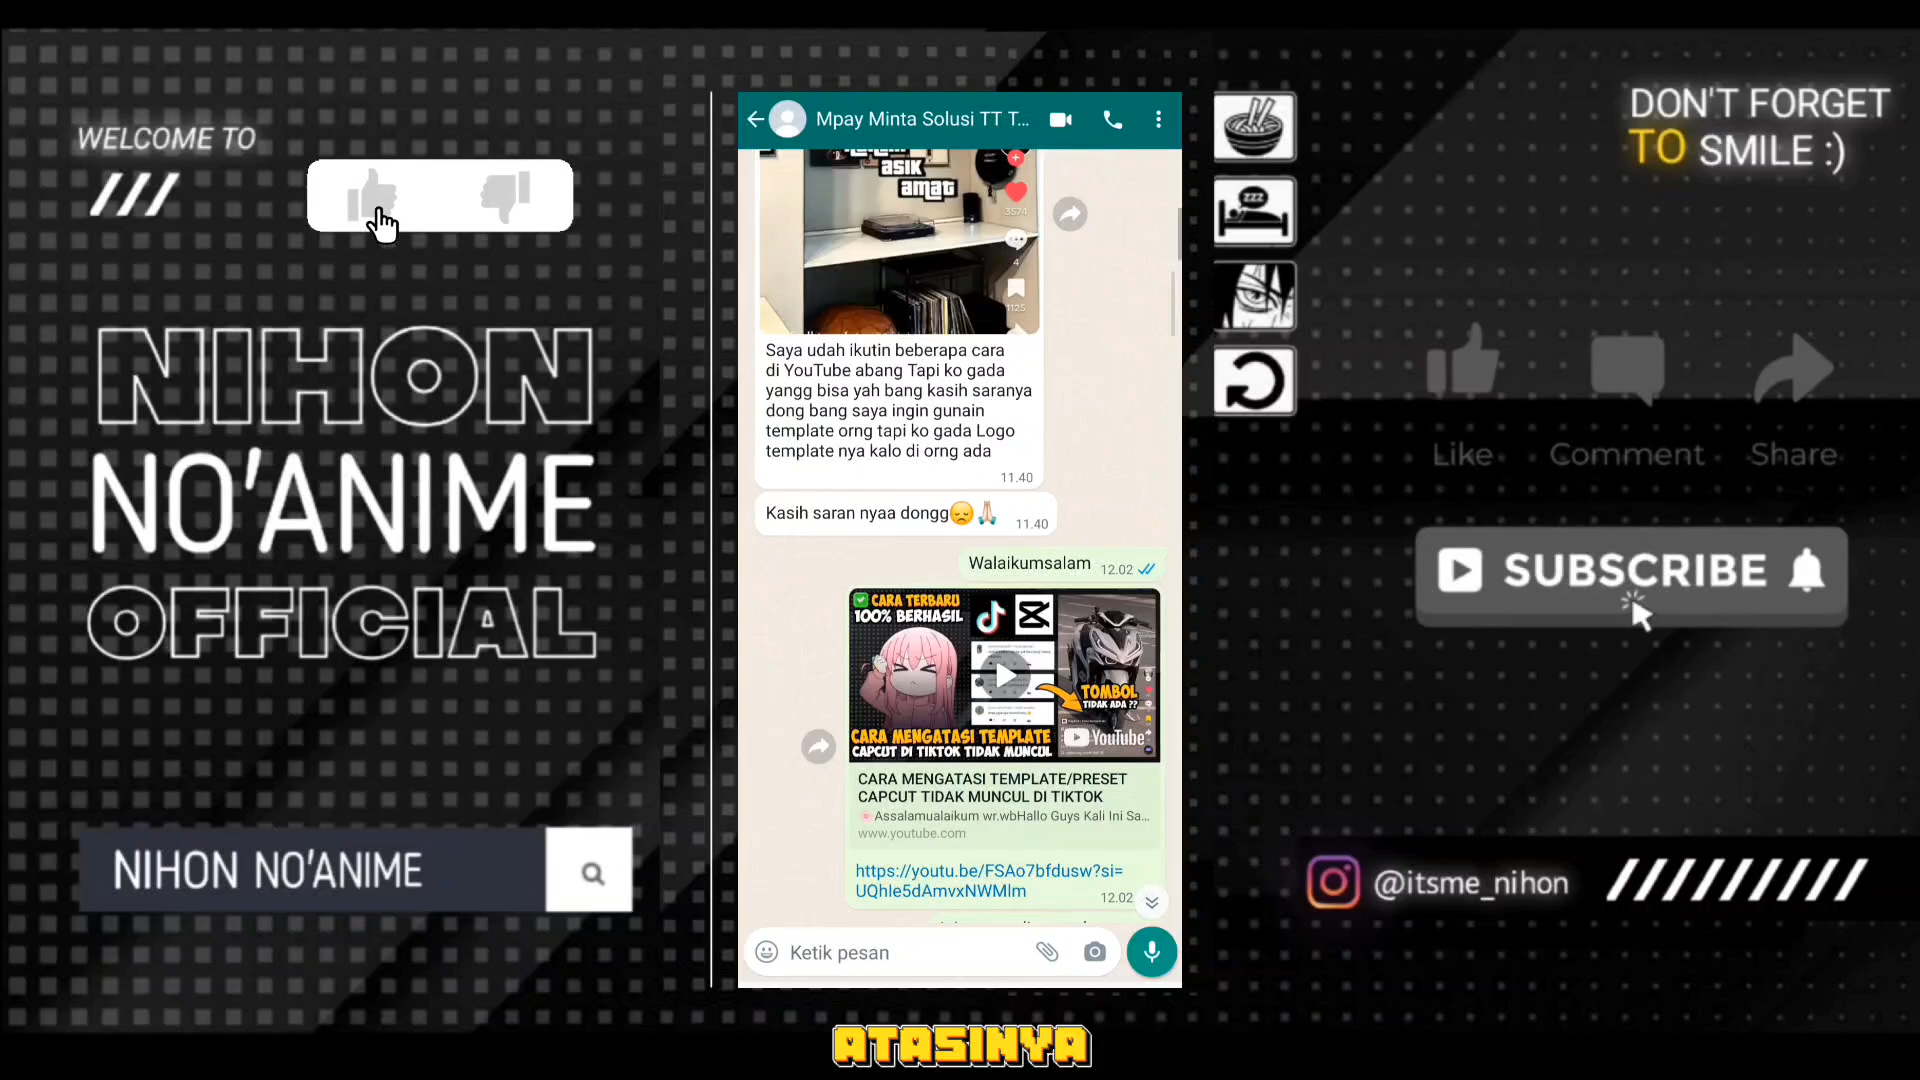 WELCOME TO
NIHON
NO'ANIME
OFFICIAL
NIHON NO'ANIME
Mpay Minta Solusi TT T...
ASIK
AMAT
3574
4
1125
Saya udah ikutin beberapa cara
di YouTube abang Tapi ko gada
yangg bisa yah bang kasih saranya
dong bang saya ingin gunain
template orng tapi ko gada Logo
template nya kalo di orng ada
11.40
Kasih saran nyaa dongg😞🙏🏻
11.40
Walaikumsalam
12.02
✅ CARA TERBARU
100% BERHASIL
TOMBOL
TIDAK ADA ??
YouTube
CARA MENGATASI TEMPLATE
CAPCUT DI TIKTOK TIDAK MUNCUL
CARA MENGATASI TEMPLATE/PRESET
CAPCUT TIDAK MUNCUL DI TIKTOK
🌸Assalamualaikum wr.wbHallo Guys Kali Ini Sa...
www.youtube.com
https://youtu.be/FSAo7bfdusw?si=
UQhIe5dAmvxNWMlm
12.02
Ketik pesan
ZZZ
DON'T FORGET
TO SMILE :)
Like
Comment
Share
SUBSCRIBE
@itsme_nihon
ATASINYA